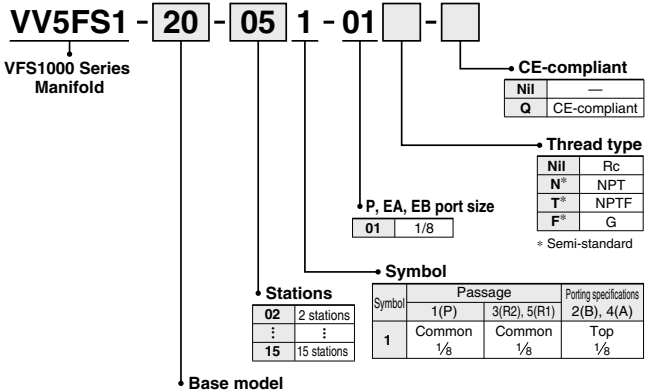 VV5FS1 - 20 - 05 1 - 01 -
VFS1000 Series
Manifold
CE-compliant
Nil —
Q CE-compliant
Thread type
Nil Rc
N* NPT
T* NPTF
F* G
* Semi-standard
P, EA, EB port size
01 1/8
Symbol
Symbol Passage Porting specifications
1(P) 3(R2), 5(R1) 2(B), 4(A)
1 Common Common Top
1/8 1/8 1/8
Stations
02 2 stations
⋮ ⋮
15 15 stations
Base model